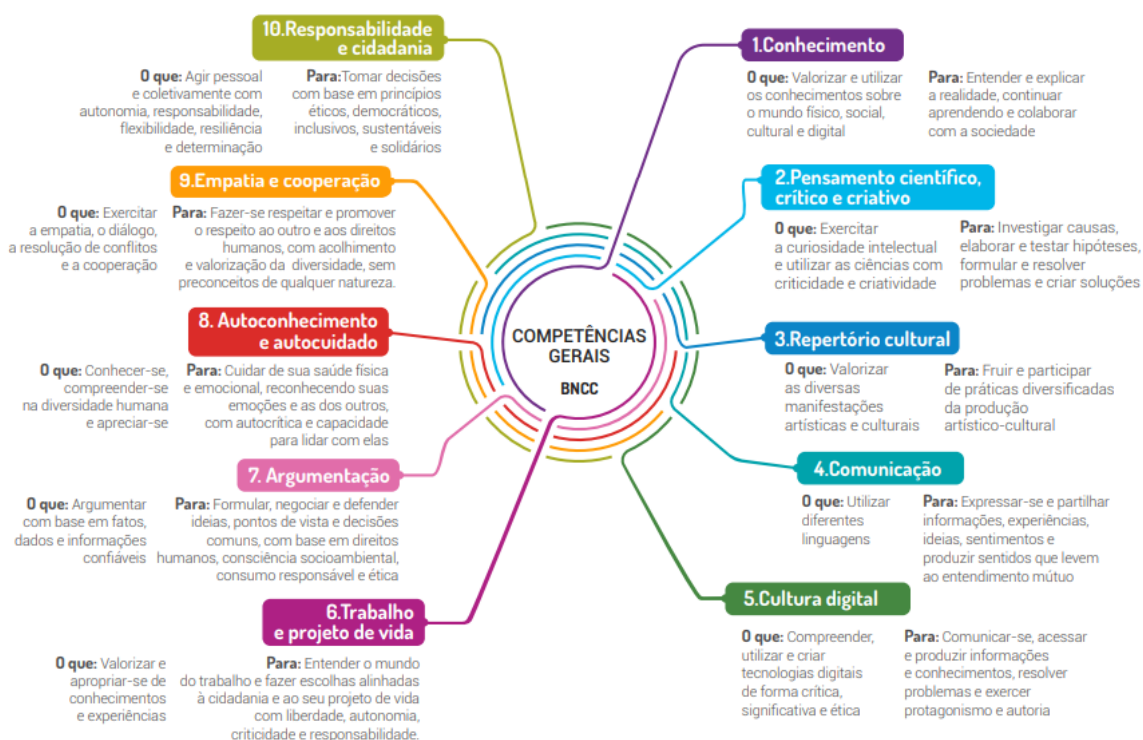 COMPETÊNCIAS
GERAIS
BNCC
1.Conhecimento
O que: Valorizar e utilizar
os conhecimentos sobre
o mundo físico, social,
cultural e digital
Para: Entender e explicar
a realidade, continuar
aprendendo e colaborar
com a sociedade
2.Pensamento científico,
crítico e criativo
O que: Exercitar
a curiosidade intelectual
e utilizar as ciências com
criticidade e criatividade
Para: Investigar causas,
elaborar e testar hipóteses,
formular e resolver
problemas e criar soluções
3.Repertório cultural
O que: Valorizar
as diversas
manifestações
artísticas e culturais
Para: Fruir e participar
de práticas diversificadas
da produção
artístico-cultural
4.Comunicação
O que: Utilizar
diferentes
linguagens
Para: Expressar-se e partilhar
informações, experiências,
ideias, sentimentos e
produzir sentidos que levem
ao entendimento mútuo
5.Cultura digital
O que: Compreender,
utilizar e criar
tecnologias digitais
de forma crítica,
significativa e ética
Para: Comunicar-se, acessar
e produzir informações
e conhecimentos, resolver
problemas e exercer
protagonismo e autoria
6.Trabalho
e projeto de vida
O que: Valorizar e
apropriar-se de
conhecimentos
e experiências
Para: Entender o mundo
do trabalho e fazer escolhas alinhadas
à cidadania e ao seu projeto de vida
com liberdade, autonomia,
criticidade e responsabilidade.
7. Argumentação
O que: Argumentar
com base em fatos,
dados e informações
confiáveis
Para: Formular, negociar e defender
ideias, pontos de vista e decisões
comuns, com base em direitos
humanos, consciência socioambiental,
consumo responsável e ética
8. Autoconhecimento
e autocuidado
O que: Conhecer-se,
compreender-se
na diversidade humana
e apreciar-se
Para: Cuidar de sua saúde física
e emocional, reconhecendo suas
emoções e as dos outros,
com autocrítica e capacidade
para lidar com elas
9.Empatia e cooperação
O que: Exercitar
a empatia, o diálogo,
a resolução de conflitos
e a cooperação
Para: Fazer-se respeitar e promover
o respeito ao outro e aos direitos
humanos, com acolhimento
e valorização da diversidade, sem
preconceitos de qualquer natureza.
10.Responsabilidade
e cidadania
O que: Agir pessoal
e coletivamente com
autonomia, responsabilidade,
flexibilidade, resiliência
e determinação
Para:Tomar decisões
com base em princípios
éticos, democráticos,
inclusivos, sustentáveis
e solidários